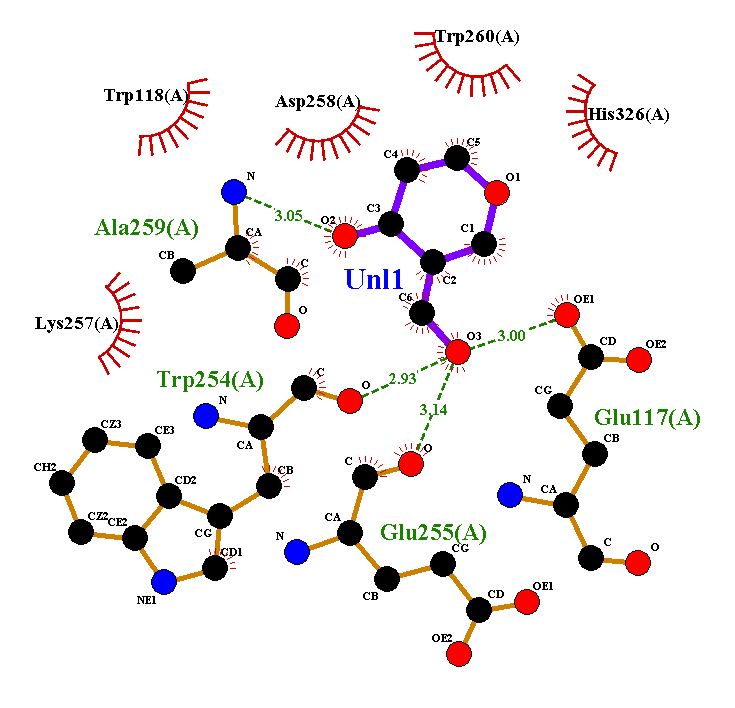 Trp260(A)
Trp118(A)
Asp258(A)
His326(A)
C4
C5
N
O1
3.05
O2
C3
C1
Ala259(A)
CA
CB
C
Unl1
C2
C6
O
OE1
Lys257(A)
O3
3.00
CD
OE2
Trp254(A)
C
O
2.93
CG
N
3.14
Glu117(A)
CZ3
CE3
CA
CB
O
C
CH2
CD2
CB
N
CA
CZ2
CE2
CG
CA
Glu255(A)
N
CD1
CG
C
O
NE1
CB
CD
OE1
OE2